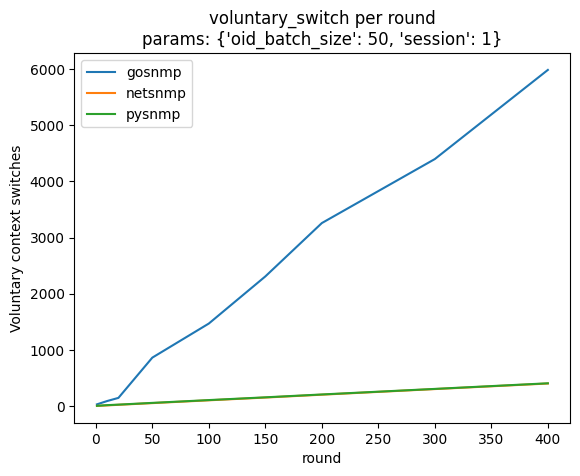 voluntary_switch per round
params: {'oid_batch_size': 50, 'session': 1}
gosnmp
netsnmp
pysnmp
Voluntary context switches
6000
5000
4000
3000
2000
1000
0
0 50 100 150 200 250 300 350 400
round